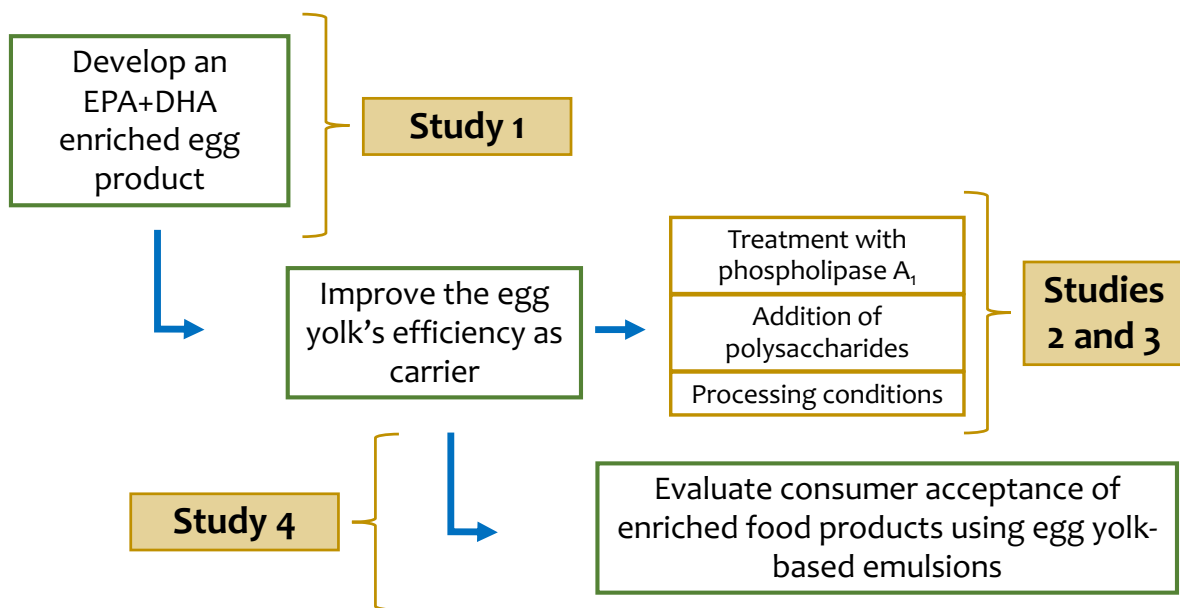 Develop an
EPA+DHA
enriched egg
product
Study 1
Improve the egg
yolk's efficiency as
carrier
Treatment with
phospholipase A₁
Addition of
polysaccharides
Processing conditions
Studies
2 and 3
Study 4
Evaluate consumer acceptance of
enriched food products using egg yolk-
based emulsions